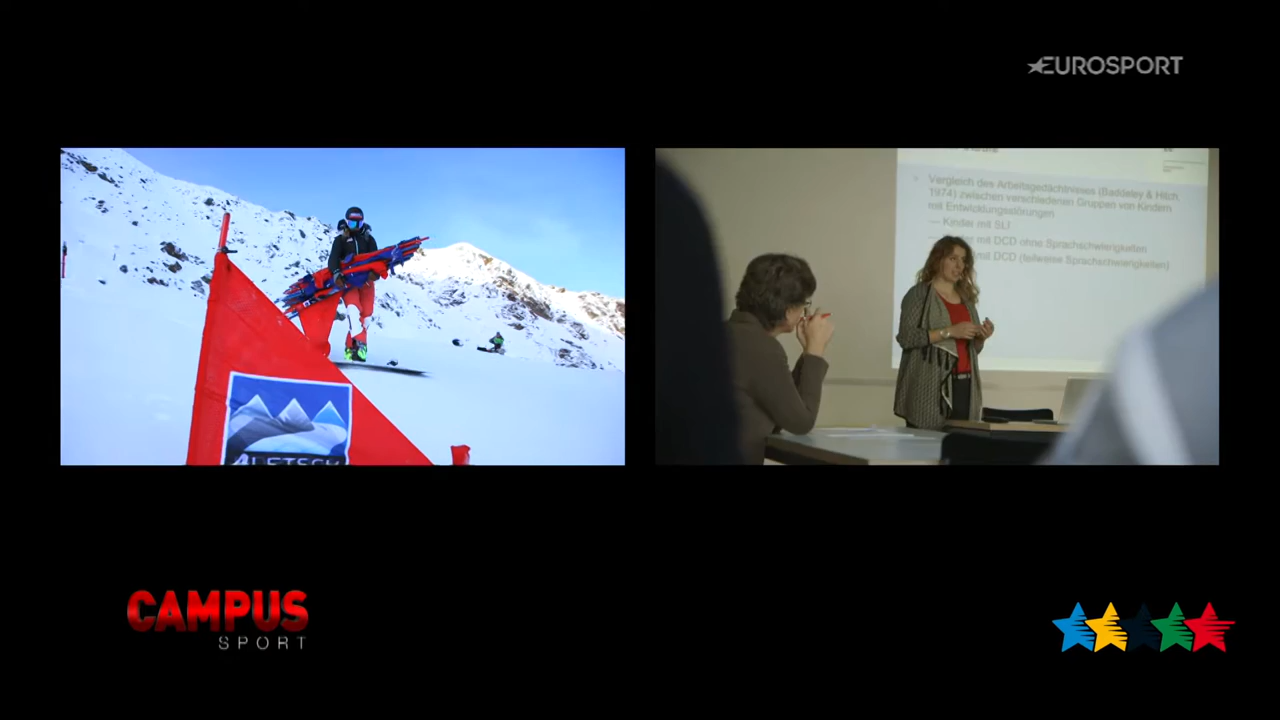 EUROSPORT
Vergleich des Arbeitsgedächtnisses (Baddeley & Hitch,
1974) zwischen verschiedenen Gruppen von Kindern
mit Entwicklungsstörungen
— Kinder mit SLI
mit DCD ohne Sprachschwierigkeiten
mit DCD (teilweise Sprachschwierigkeiten)
ALETSCH
CAMPUS
SPORT